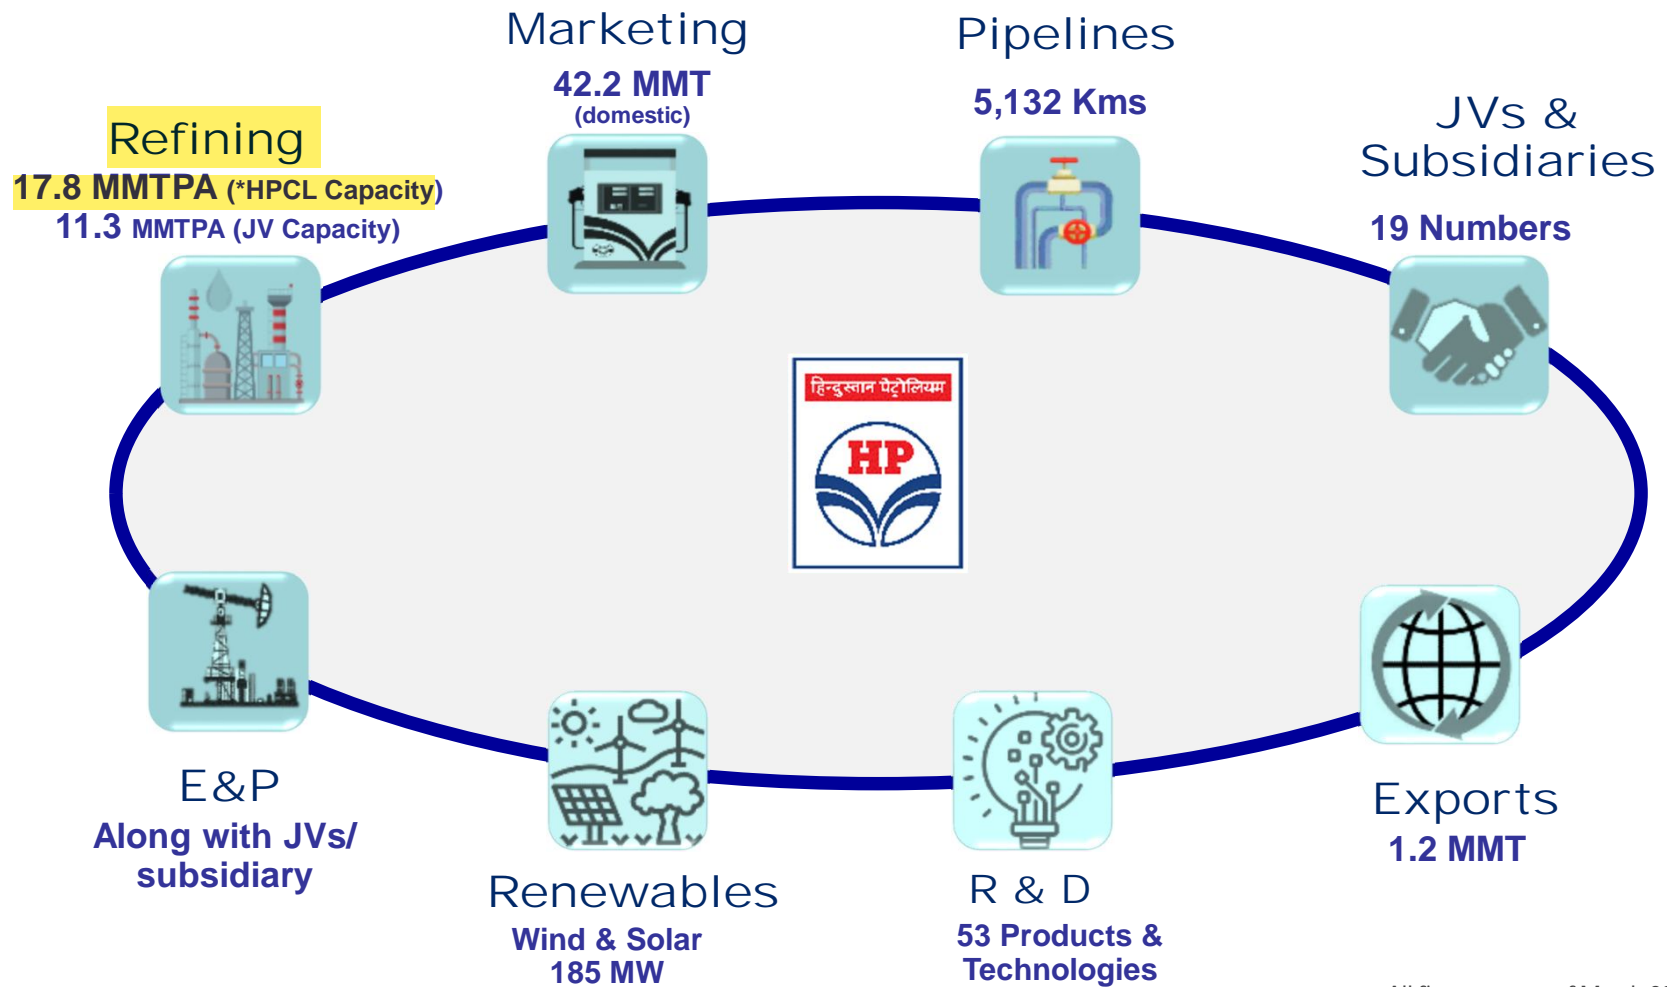 Marketing
42.2 MMT
(domestic)
Pipelines
5,132 Kms
JVs &
Subsidiaries
19 Numbers
Refining
17.8 MMTPA (*HPCL Capacity)
11.3 MMTPA (JV Capacity)
हिन्दुस्तान पेट्रोलियम
HP
E&P
Along with JVs/
subsidiary
Renewables
Wind & Solar
185 MW
R & D
53 Products &
Technologies
Exports
1.2 MMT